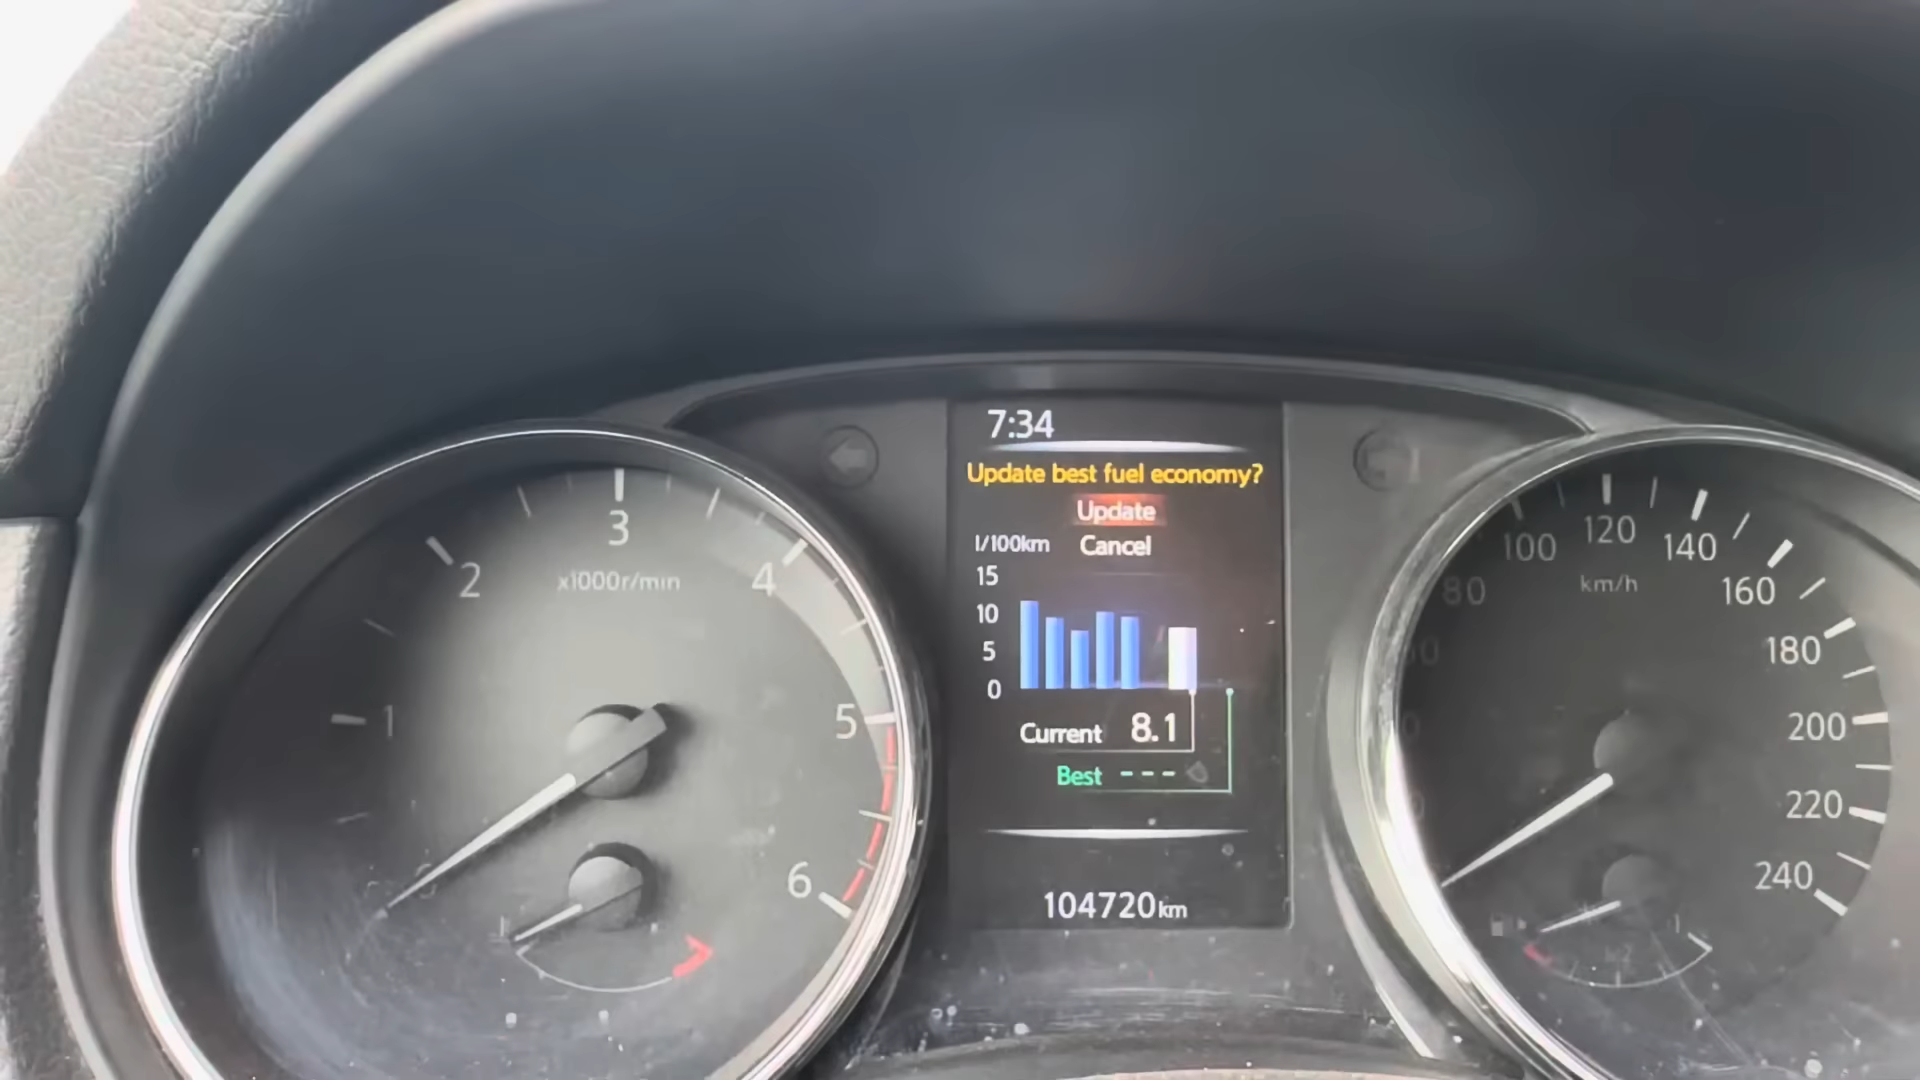 7:34
Update best fuel economy?
Update
l/100km Cancel
15
10
5
0
Current 8.1
Best ---
104720km
1
2
3
4
5
6
x1000r/min
80
100
120
140
160
180
200
220
240
km/h